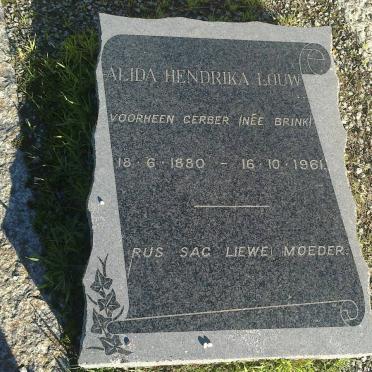 ALIDA HENDRIKA LOUW
VOORHEEN GERBER (NÉE BRINK)
18 · 6 · 1880 – 16 · 10 · 1961.
RUS SAG LIEWE MOEDER.